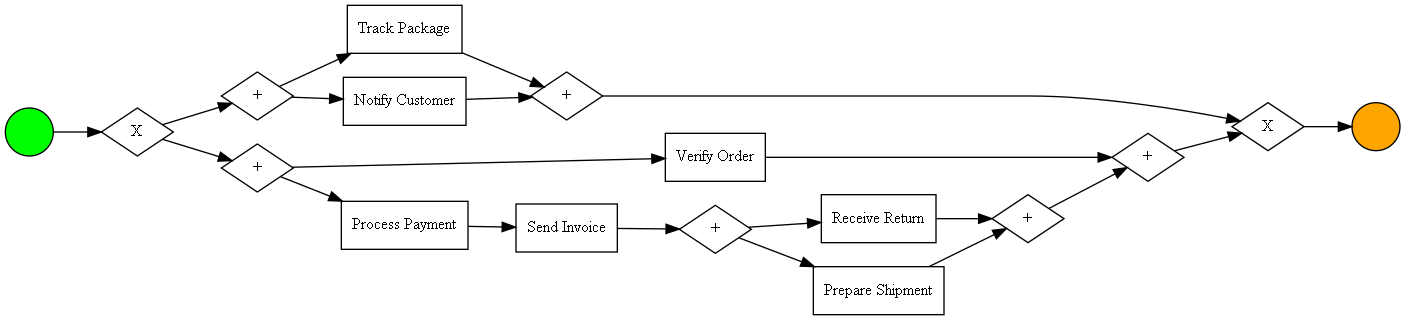 Track Package
+
Notify Customer
+
X
X
+
Verify Order
+
Process Payment
Send Invoice
+
Receive Return
+
Prepare Shipment